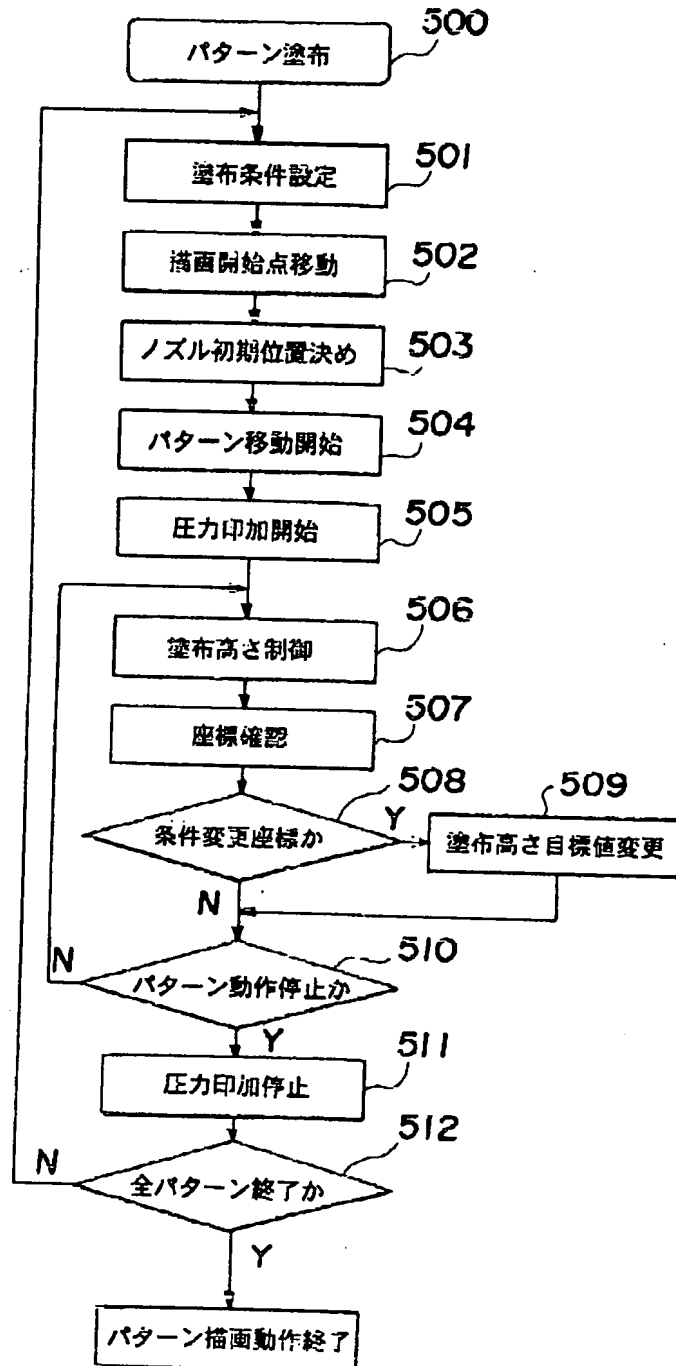 500
パターン塗布
501
塗布条件設定
502
描画開始点移動
503
ノズル初期位置決め
504
パターン移動開始
505
圧力印加開始
506
塗布高さ制御
507
座標確認
508
条件変更座標か
Y
509
塗布高さ目標値変更
N
510
パターン動作停止か
N
Y
511
圧力印加停止
512
全パターン終了か
N
Y
パターン描画動作終了